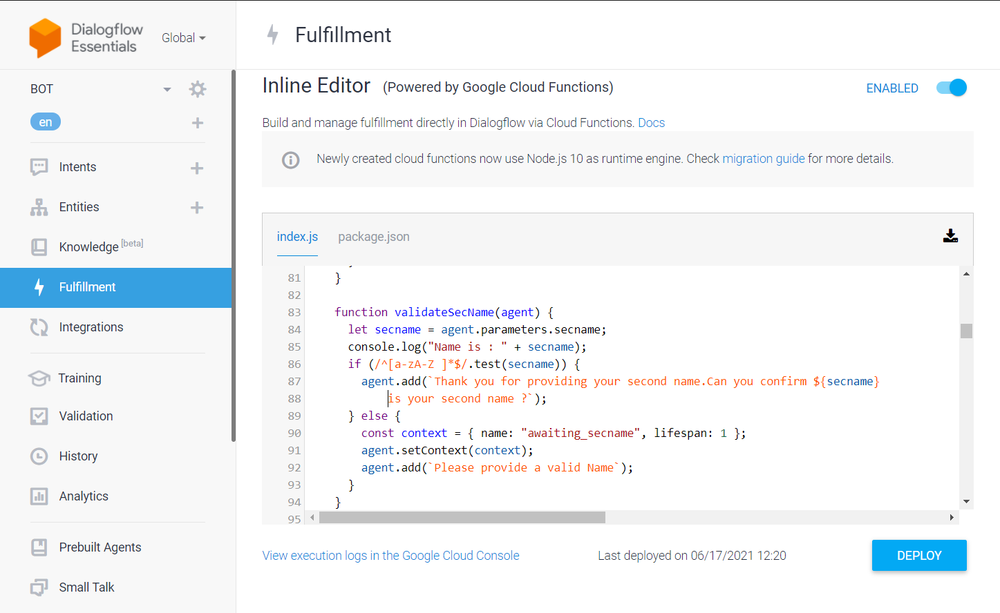 Dialogflow
Essentials
Global
Fulfillment
BOT
en
Intents
Entities
Knowledge [beta]
Fulfillment
Integrations
Training
Validation
History
Analytics
Prebuilt Agents
Small Talk
Inline Editor (Powered by Google Cloud Functions)
ENABLED
Build and manage fulfillment directly in Dialogflow via Cloud Functions. Docs
Newly created cloud functions now use Node.js 10 as runtime engine. Check migration guide for more details.
index.js package.json
81 }
82
83 function validateSecName(agent) {
84 let secname = agent.parameters.secname;
85 console.log("Name is : " + secname);
86 if (/^[a-zA-Z ]*$/.test(secname)) {
87 agent.add(`Thank you for providing your second name.Can you confirm ${secname}
88 is your second name ?`);
89 } else {
90 const context = { name: "awaiting_secname", lifespan: 1 };
91 agent.setContext(context);
92 agent.add(`Please provide a valid Name`);
93 }
94 }
95
View execution logs in the Google Cloud Console
Last deployed on 06/17/2021 12:20
DEPLOY